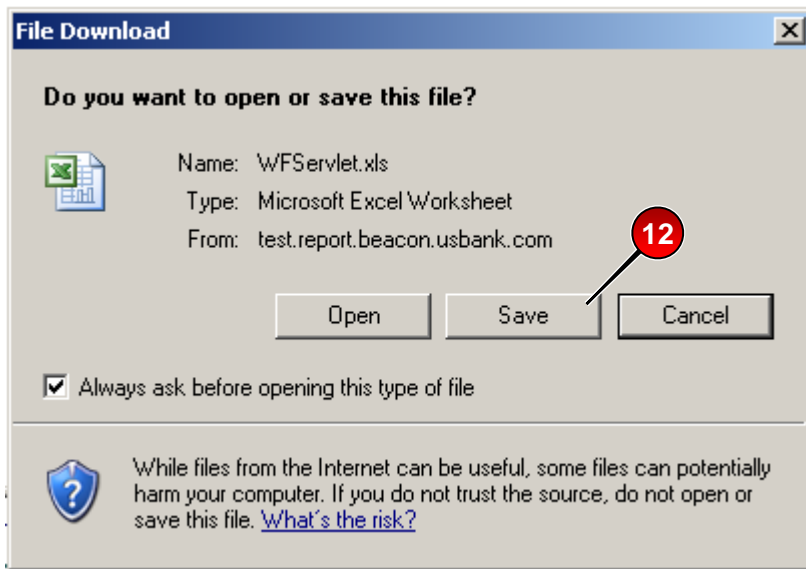 File Download
Do you want to open or save this file?
Name: WFServlet.xls
Type: Microsoft Excel Worksheet
From: test.report.beacon.usbank.com
12
Open Save Cancel
Always ask before opening this type of file
While files from the Internet can be useful, some files can potentially
harm your computer. If you do not trust the source, do not open or
save this file. What's the risk?